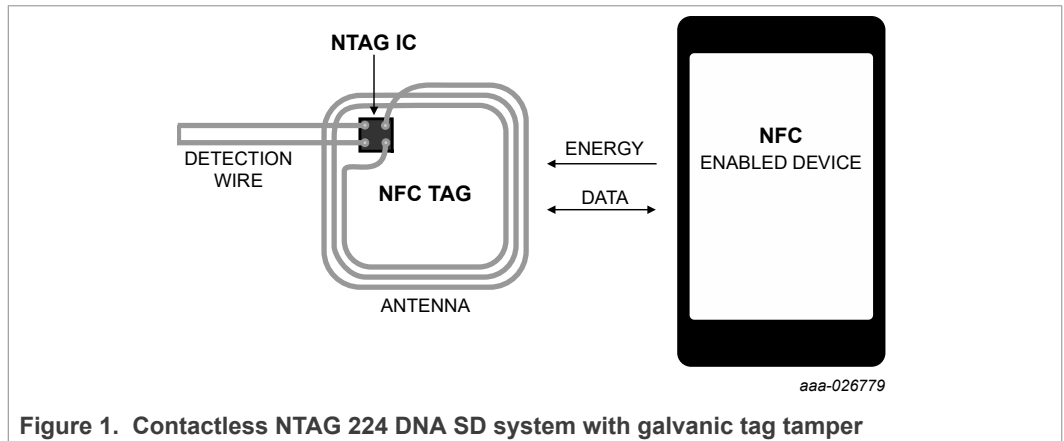 NTAG IC
DETECTION
WIRE
NFC TAG
ANTENNA
ENERGY
DATA
NFC
ENABLED DEVICE
aaa-026779
Figure 1. Contactless NTAG 224 DNA SD system with galvanic tag tamper